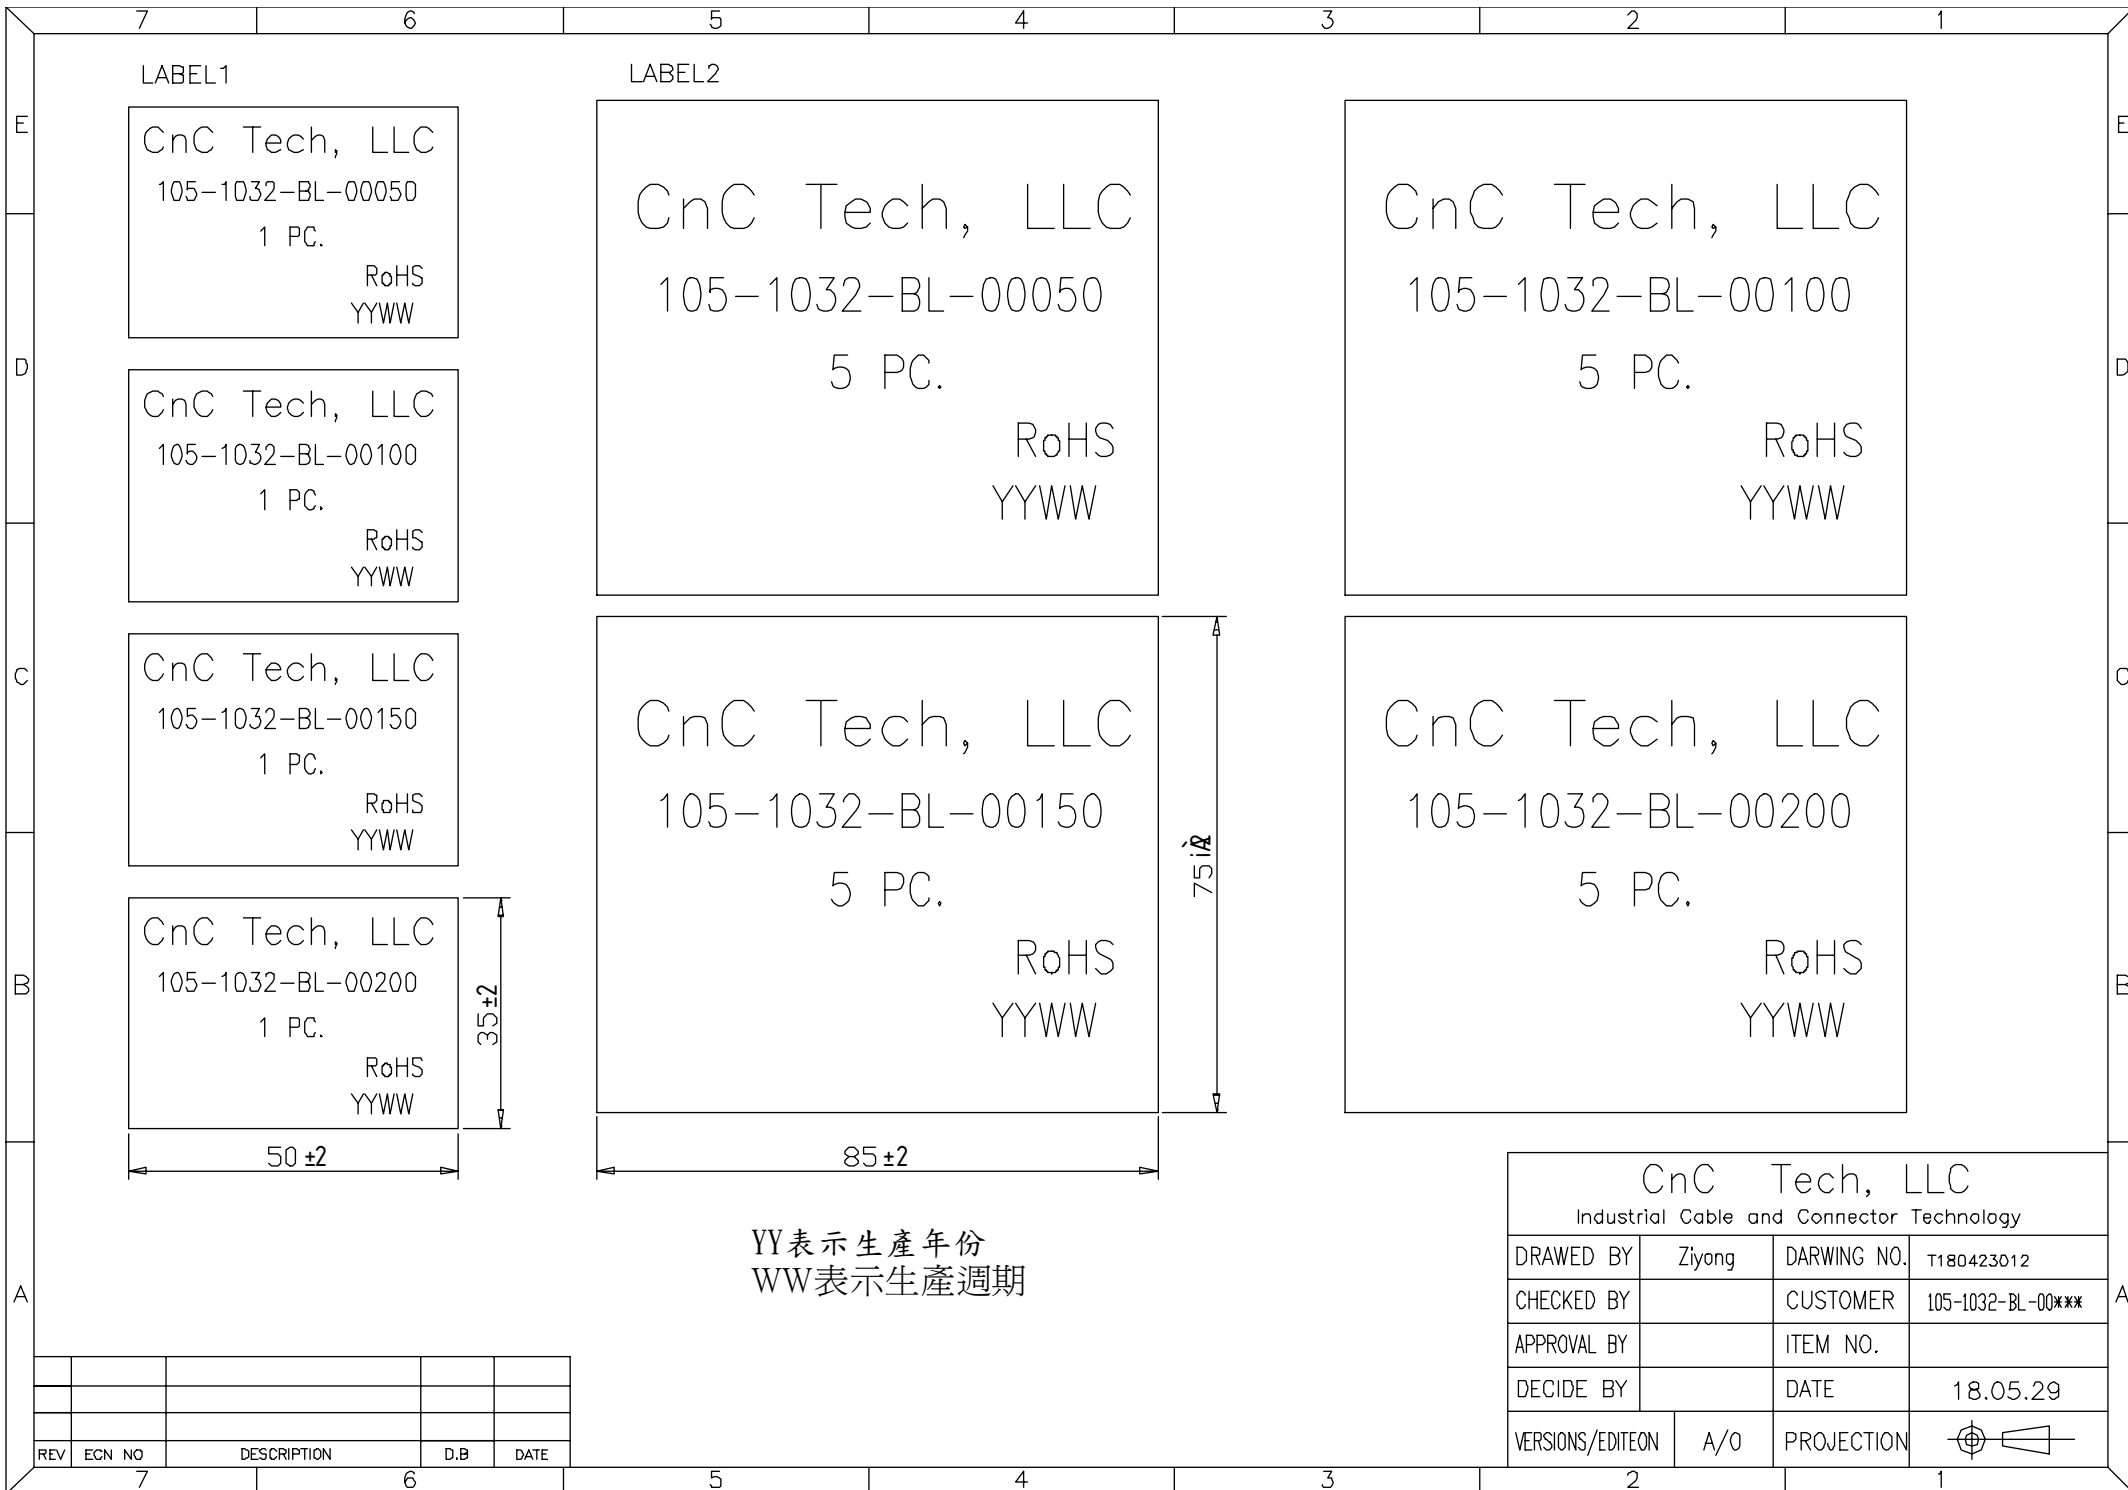 7 6 5 4 3 2 1
LABEL1
LABEL2
E
E
CnC Tech, LLC
105-1032-BL-00050
1 PC.
RoHS
YYWW
CnC Tech, LLC
105-1032-BL-00100
1 PC.
RoHS
YYWW
CnC Tech, LLC
105-1032-BL-00150
1 PC.
RoHS
YYWW
CnC Tech, LLC
105-1032-BL-00200
1 PC.
RoHS
YYWW
35±2
50±2
CnC Tech, LLC
105-1032-BL-00050
5 PC.
RoHS
YYWW
CnC Tech, LLC
105-1032-BL-00100
5 PC.
RoHS
YYWW
CnC Tech, LLC
105-1032-BL-00150
5 PC.
RoHS
YYWW
75
85±2
CnC Tech, LLC
105-1032-BL-00200
5 PC.
RoHS
YYWW
D
D
C
C
B
B
A
A
YY表示生產年份
WW表示生產週期
CnC Tech, LLC
Industrial Cable and Connector Technology
DRAWED BY Ziyong DARWING NO. T180423012
CHECKED BY CUSTOMER 105-1032-BL-00***
APPROVAL BY ITEM NO.
DECIDE BY DATE 18.05.29
VERSIONS/EDITEON A/0 PROJECTION
REV ECN NO DESCRIPTION D.B DATE
7 6 5 4 3 2 1